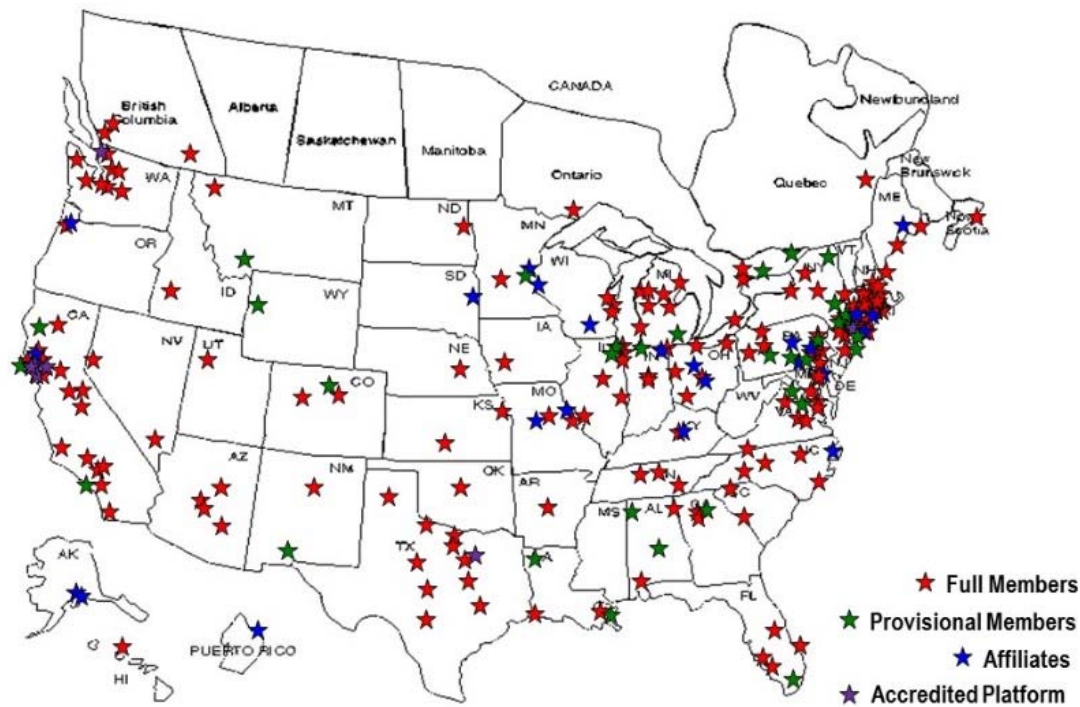 CANADA
British
Columbia
Alberta
Saskatchewan
Manitoba
Ontario
Quebec
Newfoundland
New
Brunswick
Nova
Scotia
WA
MT
ND
MN
ME
VT
NH
NY
OR
ID
WY
SD
WI
MI
CA
NV
UT
CO
NE
IA
IN
OH
PA
NJ
DE
WV
VA
KS
MO
KY
NC
AZ
NM
OK
AR
TN
SC
MS
AL
TX
LA
FL
AK
HI
PUERTO RICO
Full Members
Provisional Members
Affiliates
Accredited Platform